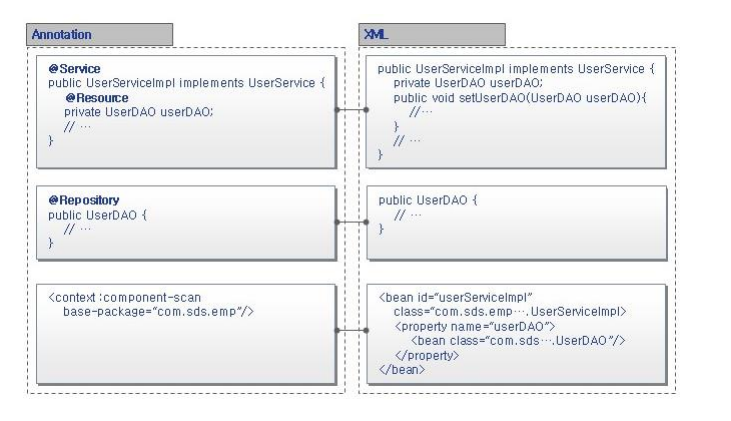 Annotation
@Service
public UserServiceImpl implements UserService {
@Resource
private UserDAO userDAO;
// …
}
@Repository
public UserDAO {
// …
}
<context:component-scan
base-package="com.sds.emp"/>
XML
public UserServiceImpl implements UserService {
private UserDAO userDAO;
public void setUserDAO(UserDAO userDAO){
//…
}
// …
}
public UserDAO {
// …
}
<bean id="userServiceImpl"
class="com.sds.emp….UserServiceImpl>
<property name="userDAO">
<bean class="com.sds….UserDAO"/>
</property>
</bean>